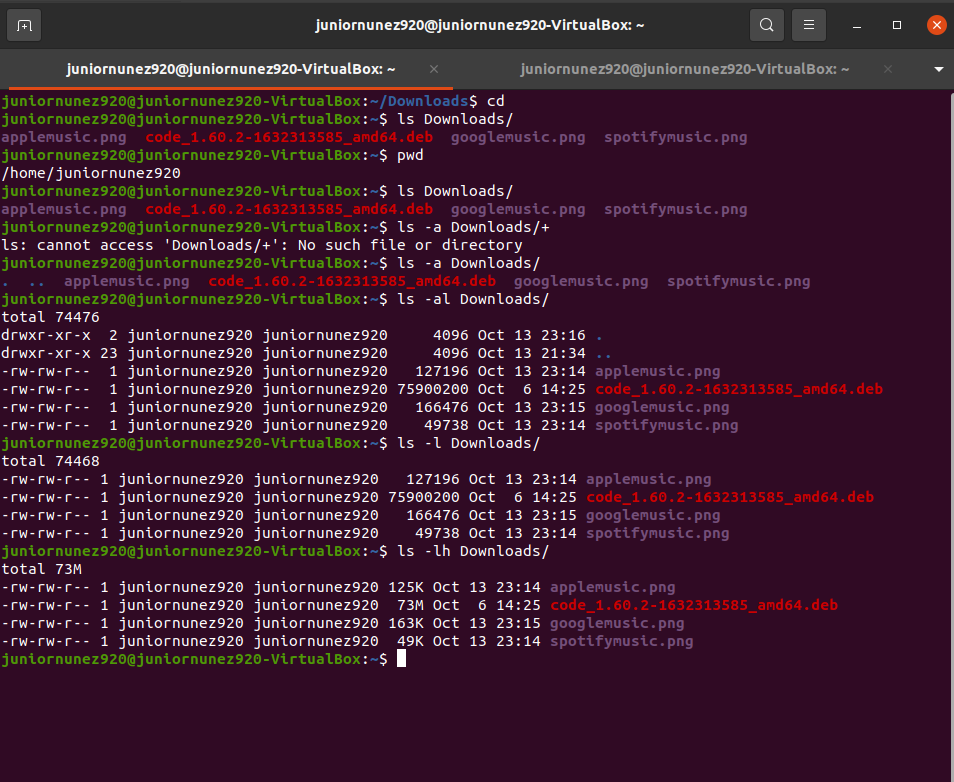 juniornunez920@juniornunez920-VirtualBox: ~
juniornunez920@juniornunez920-VirtualBox: ~ juniornunez920@juniornunez920-VirtualBox: ~
juniornunez920@juniornunez920-VirtualBox:~/Downloads$ cd
juniornunez920@juniornunez920-VirtualBox:~$ ls Downloads/
applemusic.png  code_1.60.2-1632313585_amd64.deb  googlemusic.png  spotifymusic.png
juniornunez920@juniornunez920-VirtualBox:~$ pwd
/home/juniornunez920
juniornunez920@juniornunez920-VirtualBox:~$ ls Downloads/
applemusic.png  code_1.60.2-1632313585_amd64.deb  googlemusic.png  spotifymusic.png
juniornunez920@juniornunez920-VirtualBox:~$ ls -a Downloads/+
ls: cannot access 'Downloads/+': No such file or directory
juniornunez920@juniornunez920-VirtualBox:~$ ls -a Downloads/
.  ..  applemusic.png  code_1.60.2-1632313585_amd64.deb  googlemusic.png  spotifymusic.png
juniornunez920@juniornunez920-VirtualBox:~$ ls -al Downloads/
total 74476
drwxr-xr-x  2 juniornunez920 juniornunez920     4096 Oct 13 23:16 .
drwxr-xr-x 23 juniornunez920 juniornunez920     4096 Oct 13 21:34 ..
-rw-rw-r--  1 juniornunez920 juniornunez920   127196 Oct 13 23:14 applemusic.png
-rw-rw-r--  1 juniornunez920 juniornunez920 75900200 Oct  6 14:25 code_1.60.2-1632313585_amd64.deb
-rw-rw-r--  1 juniornunez920 juniornunez920   166476 Oct 13 23:15 googlemusic.png
-rw-rw-r--  1 juniornunez920 juniornunez920    49738 Oct 13 23:14 spotifymusic.png
juniornunez920@juniornunez920-VirtualBox:~$ ls -l Downloads/
total 74468
-rw-rw-r-- 1 juniornunez920 juniornunez920   127196 Oct 13 23:14 applemusic.png
-rw-rw-r-- 1 juniornunez920 juniornunez920 75900200 Oct  6 14:25 code_1.60.2-1632313585_amd64.deb
-rw-rw-r-- 1 juniornunez920 juniornunez920   166476 Oct 13 23:15 googlemusic.png
-rw-rw-r-- 1 juniornunez920 juniornunez920    49738 Oct 13 23:14 spotifymusic.png
juniornunez920@juniornunez920-VirtualBox:~$ ls -lh Downloads/
total 73M
-rw-rw-r-- 1 juniornunez920 juniornunez920 125K Oct 13 23:14 applemusic.png
-rw-rw-r-- 1 juniornunez920 juniornunez920  73M Oct  6 14:25 code_1.60.2-1632313585_amd64.deb
-rw-rw-r-- 1 juniornunez920 juniornunez920 163K Oct 13 23:15 googlemusic.png
-rw-rw-r-- 1 juniornunez920 juniornunez920  49K Oct 13 23:14 spotifymusic.png
juniornunez920@juniornunez920-VirtualBox:~$